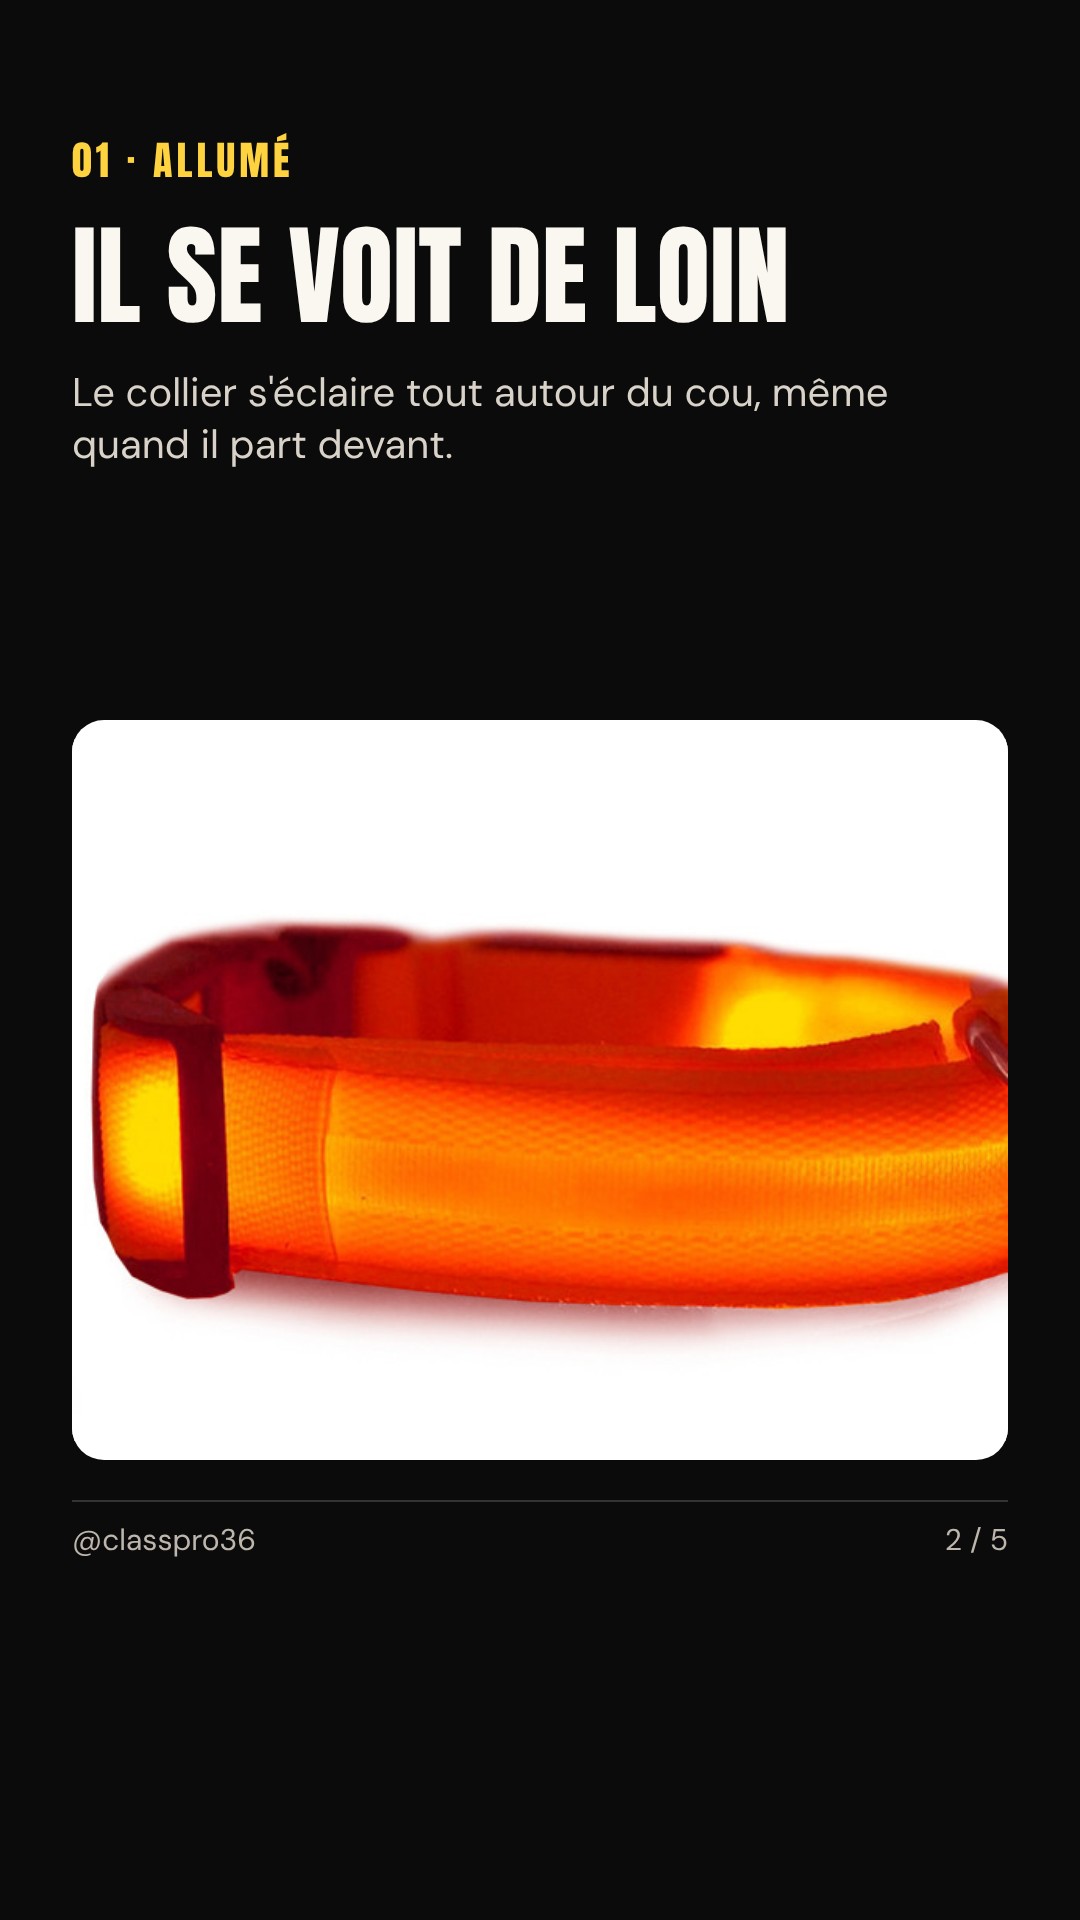 01 · ALLUMÉ
IL SE VOIT DE LOIN
Le collier s'éclaire tout autour du cou, même
quand il part devant.
@classpro36
2 / 5